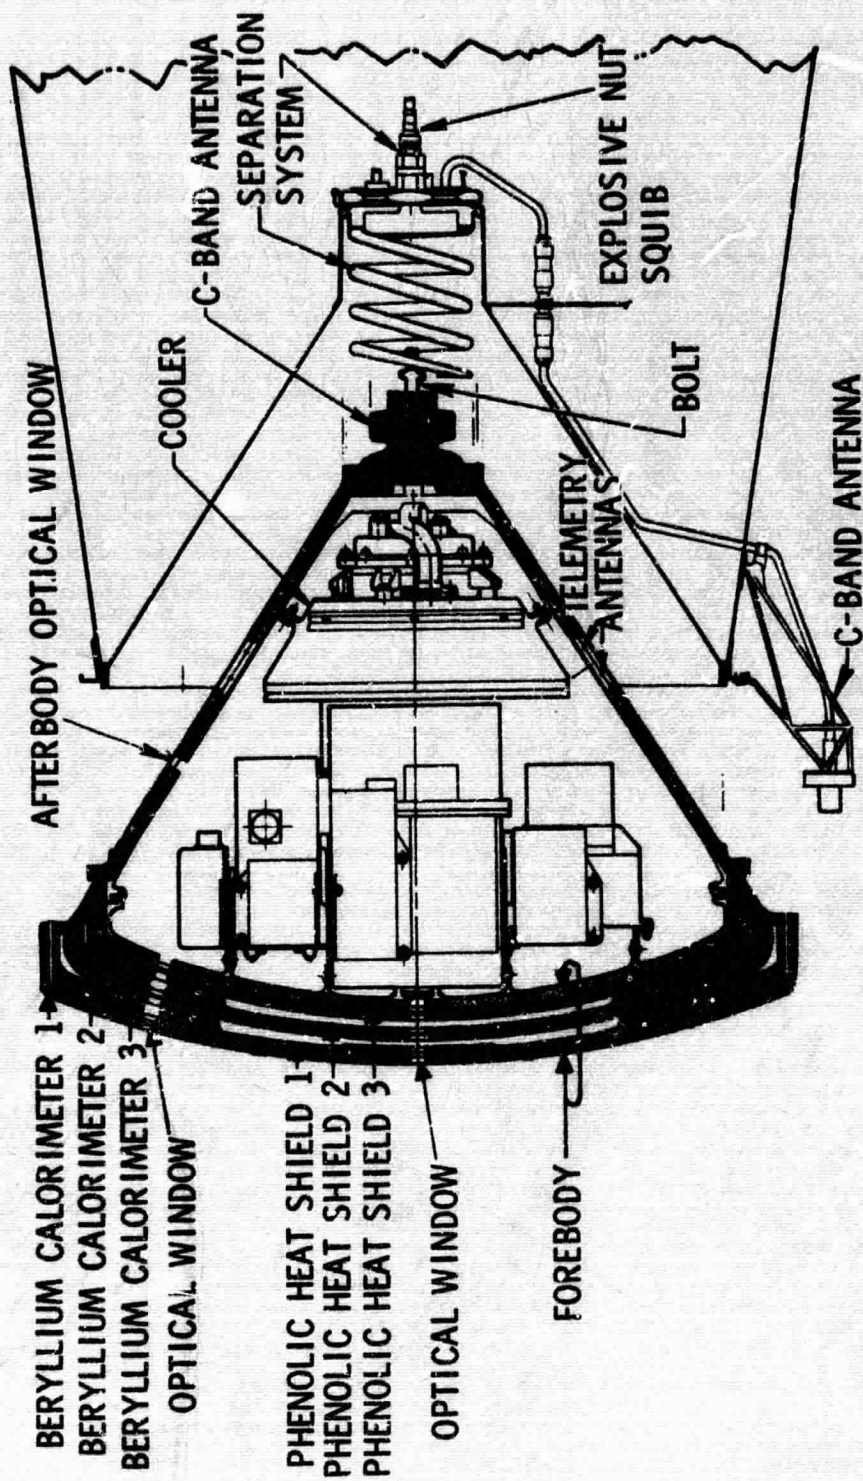 BERYLLIUM CALORIMETER 1
BERYLLIUM CALORIMETER 2
BERYLLIUM CALORIMETER 3
OPTICAL WINDOW
PHENOLIC HEAT SHIELD 1
PHENOLIC HEAT SHIELD 2
PHENOLIC HEAT SHIELD 3
OPTICAL WINDOW
FOREBODY
AFTERBODY OPTICAL WINDOW
COOLER
C-BAND ANTENNA
SEPARATION
SYSTEM
TELEMETRY
ANTENNAS
BOLT
EXPLOSIVE NUT
SQUIB
C-BAND ANTENNA